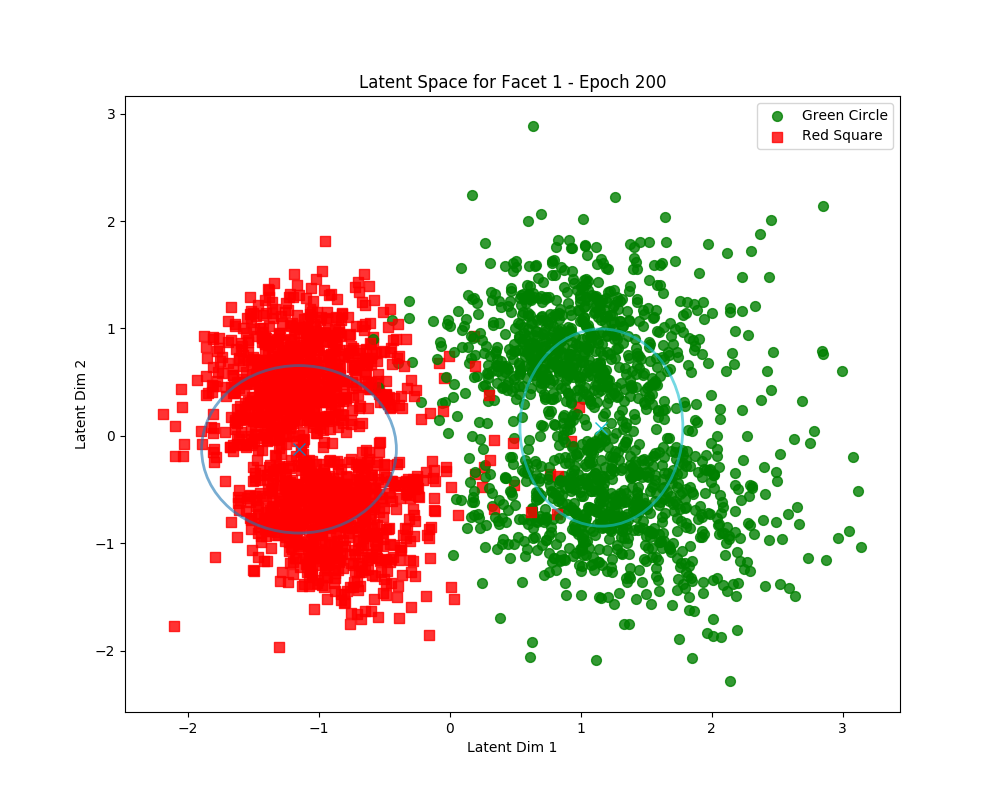 Latent Space for Facet 1 - Epoch 200
Green Circle
Red Square
3
2
1
0
−1
−2
Latent Dim 2
−2
−1
0
1
2
3
Latent Dim 1